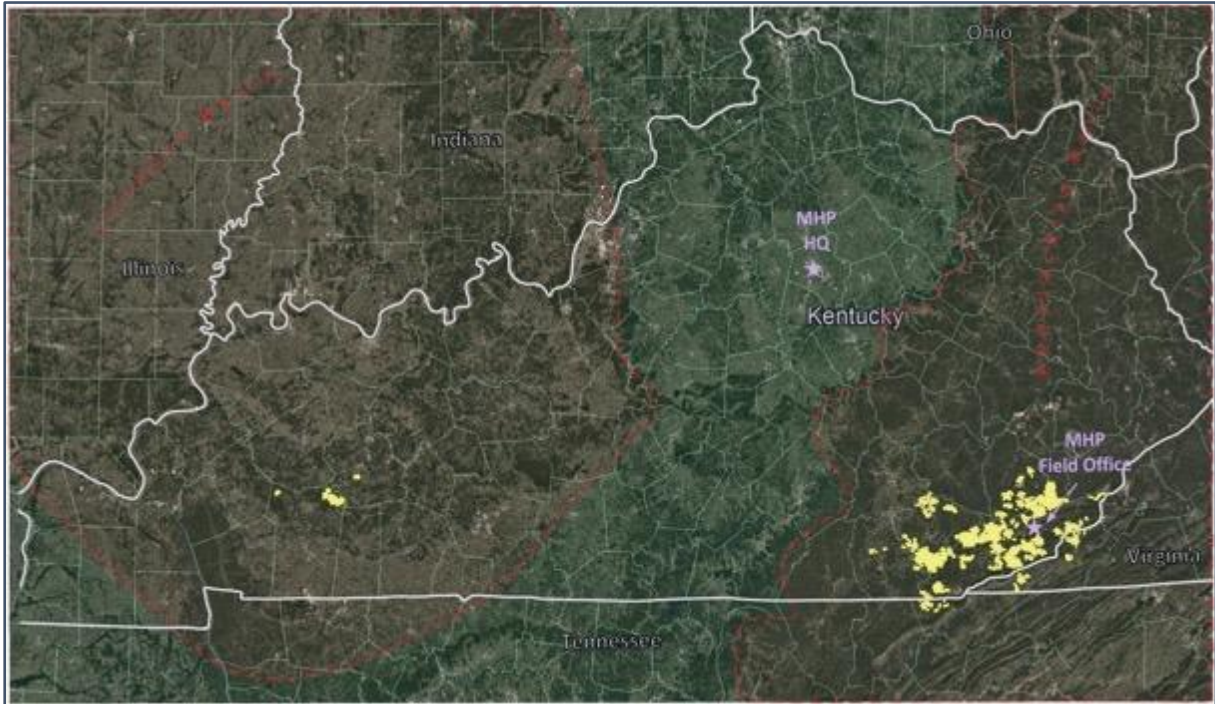 Ohio
Indiana
MHP
HQ
Illinois
Kentucky
MHP
Field Office
Virginia
Tennessee